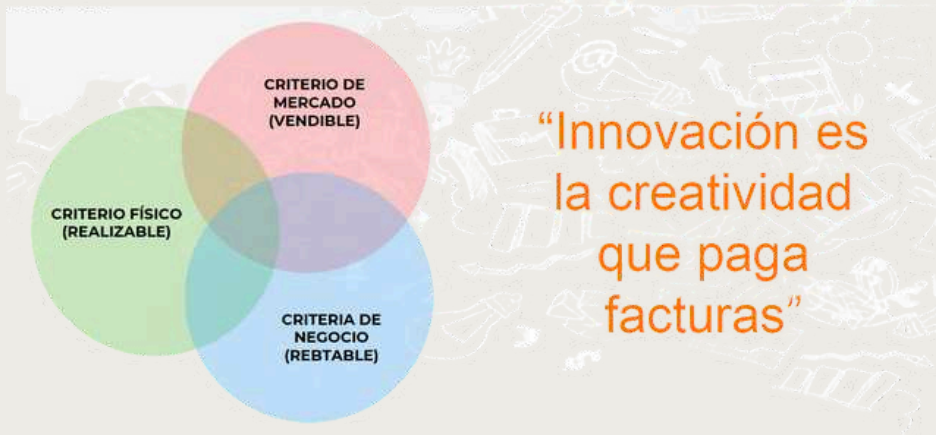 CRITERIO DE
MERCADO
(VENDIBLE)
CRITERIO FÍSICO
(REALIZABLE)
CRITERIA DE
NEGOCIO
(REBTABLE)
“Innovación es
la creatividad
que paga
facturas”